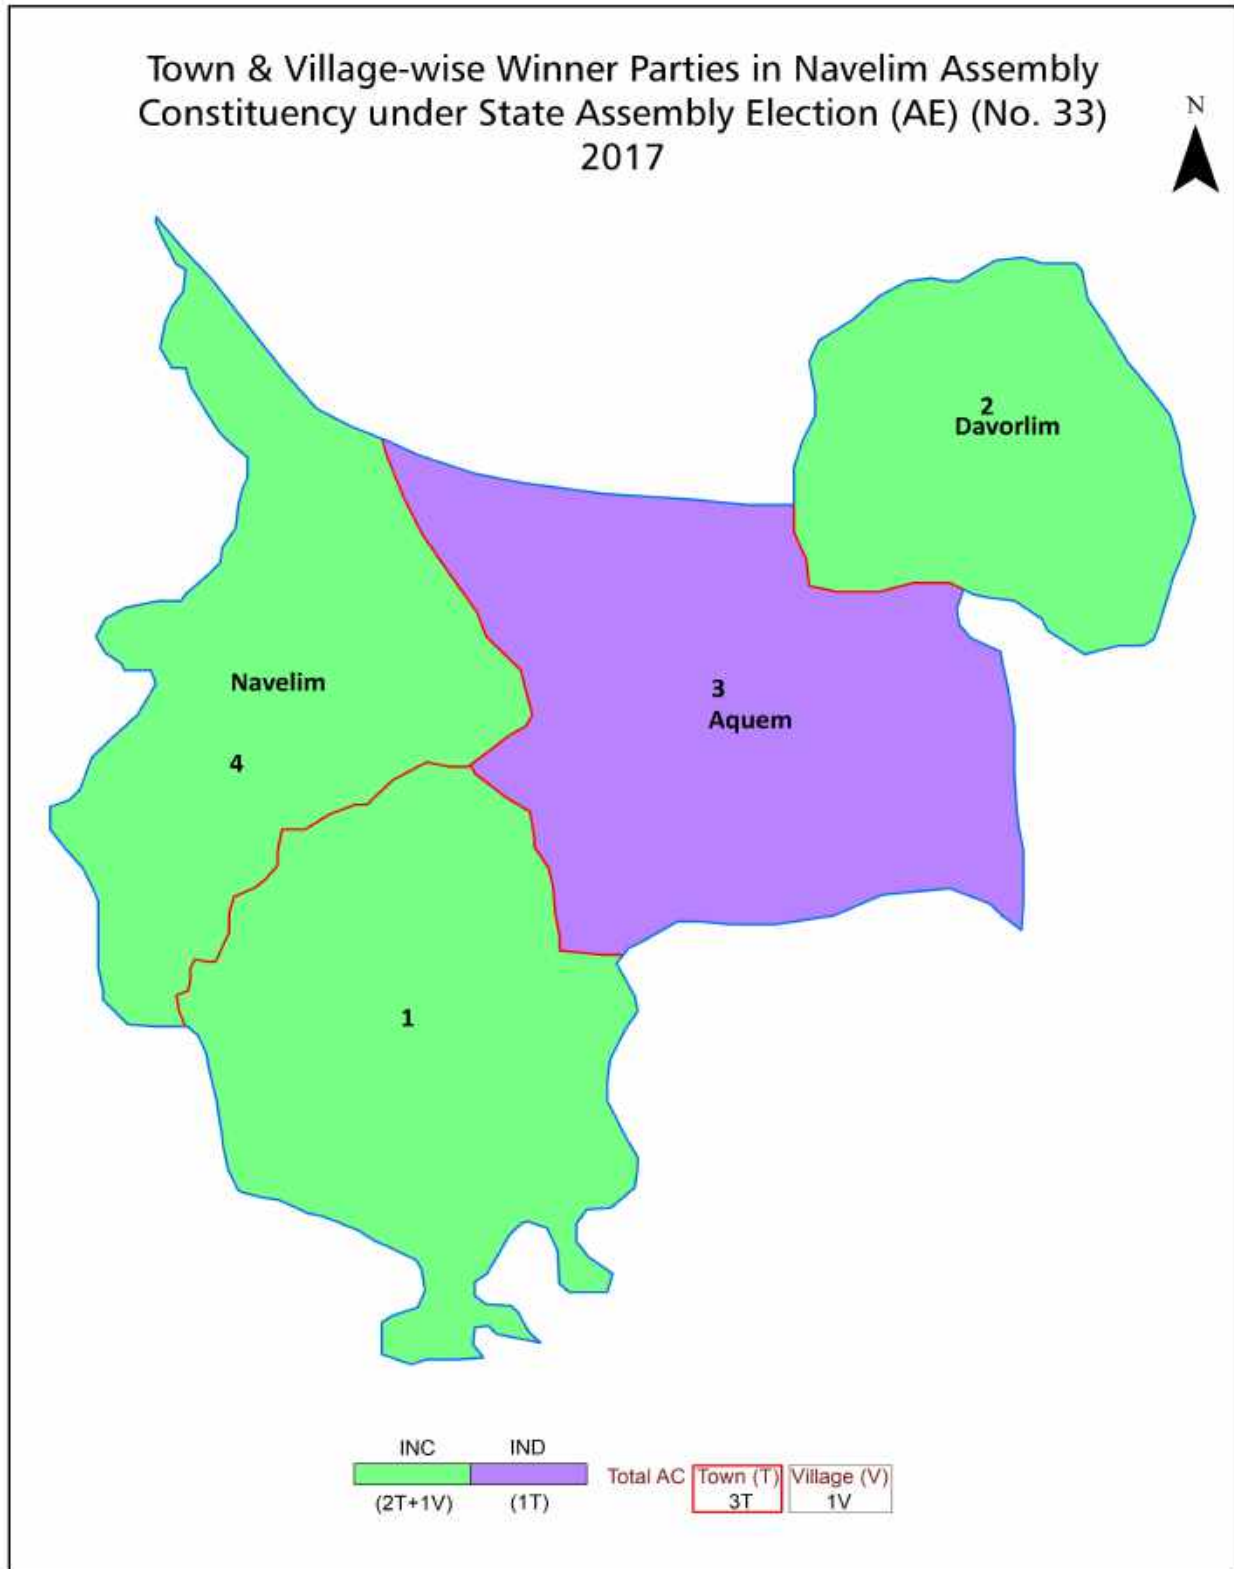 Town & Village-wise Winner Parties in Navelim Assembly
Constituency under State Assembly Election (AE) (No. 33)
2017
N
2
Davorlim
Navelim
3
Aquem
4
1
INC IND
Total AC Town (T) Village (V)
(2T+1V) (1T) 3T 1V